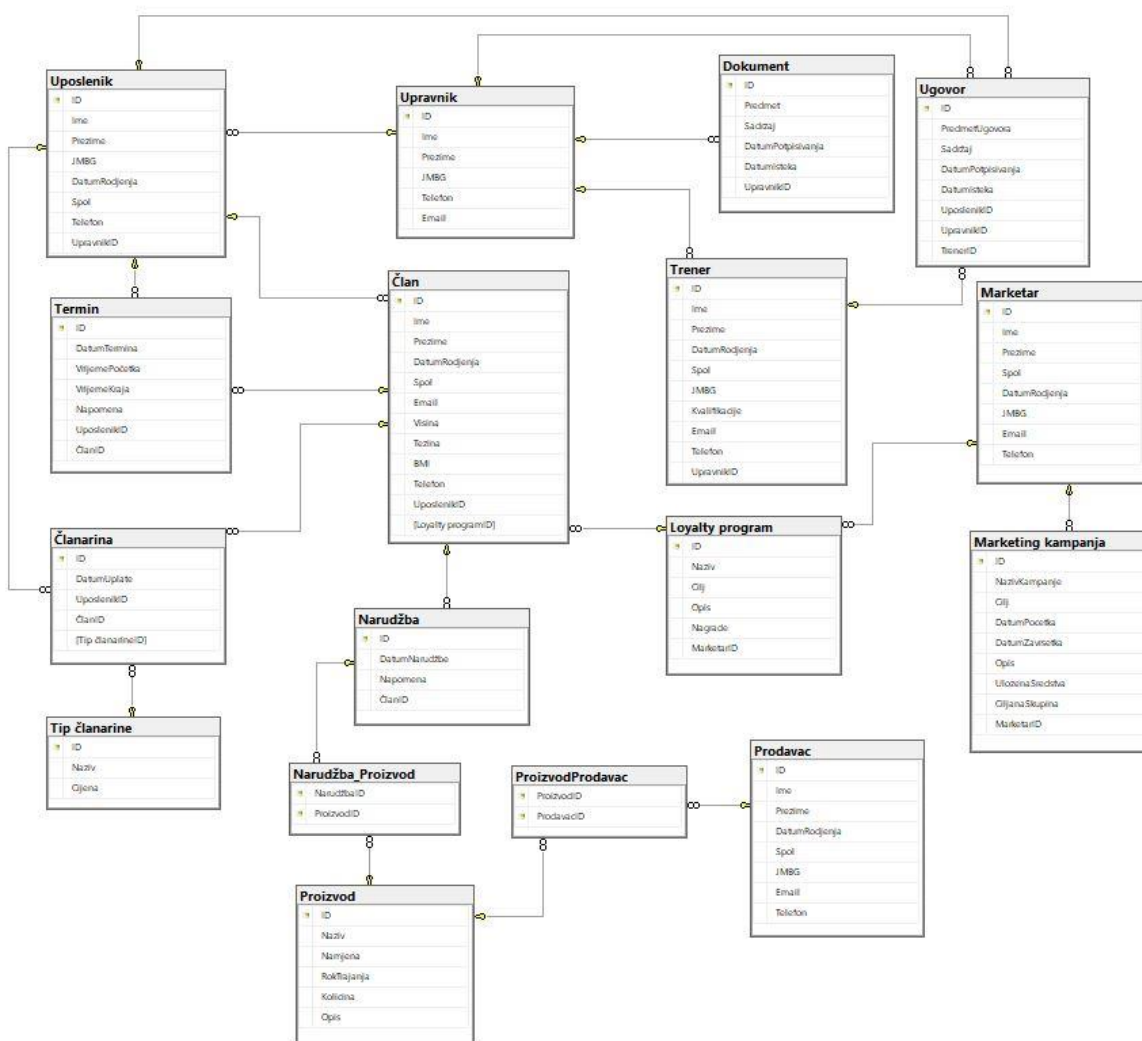 Uposlenik
ID
Ime
Prezime
JMBG
DatumRodjenja
Spol
Telefon
UpravnikID
Upravnik
ID
Ime
Prezime
JMBG
Telefon
Email
Dokument
ID
Predmet
Sadržaj
DatumPotpisivanja
DatumIsteka
UpravnikID
Ugovor
ID
PredmetUgovora
Sadržaj
DatumPotpisivanja
DatumIsteka
UposlenikID
UpravnikID
TrenerID
Termin
ID
DatumTermina
VrijemePočetka
VrijemeKraja
Napomena
UposlenikID
ČlanID
Član
ID
Ime
Prezime
DatumRodjenja
Spol
Email
Visina
Tezina
BMI
Telefon
UposlenikID
[Loyalty programID]
Trener
ID
Ime
Prezime
DatumRodjenja
Spol
JMBG
Kvalifikacije
Email
Telefon
UpravnikID
Marketar
ID
Ime
Prezime
Spol
DatumRodjenja
JMBG
Email
Telefon
Članarina
ID
DatumUplate
UposlenikID
ČlanID
[Tip članarineID]
Loyalty program
ID
Naziv
Cilj
Opis
Nagrade
MarketarID
Marketing kampanja
ID
NazivKampanje
Cilj
DatumPocetka
DatumZavrsetka
Opis
UlozenaSredstva
CiljanaSkupina
MarketarID
Narudžba
ID
DatumNarudžbe
Napomena
ČlanID
Tip članarine
ID
Naziv
Cijena
Narudžba_Proizvod
NarudžbaID
ProizvodID
ProizvodProdavac
ProizvodID
ProdavacID
Prodavac
ID
Ime
Prezime
DatumRodjenja
Spol
JMBG
Email
Telefon
Proizvod
ID
Naziv
Namjena
RokTrajanja
Kolicina
Opis